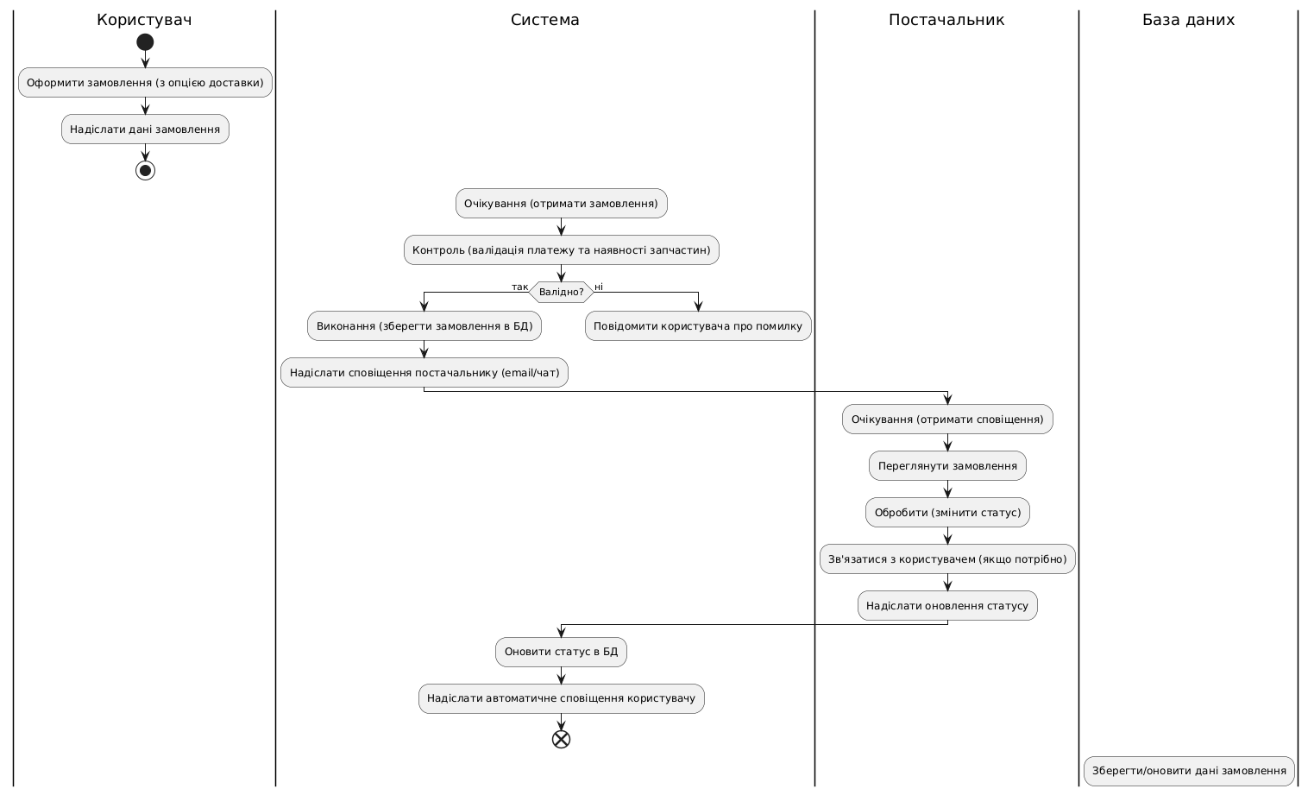 Користувач
Система
Постачальник
База даних
Оформити замовлення (з опцією доставки)
Надіслати дані замовлення
Очікування (отримати замовлення)
Контроль (валідація платежу та наявності запчастин)
так
Валідно?
ні
Виконання (зберегти замовлення в БД)
Повідомити користувача про помилку
Надіслати сповіщення постачальнику (email/чат)
Очікування (отримати сповіщення)
Переглянути замовлення
Обробити (змінити статус)
Зв'язатися з користувачем (якщо потрібно)
Надіслати оновлення статусу
Оновити статус в БД
Надіслати автоматичне сповіщення користувачу
Зберегти/оновити дані замовлення